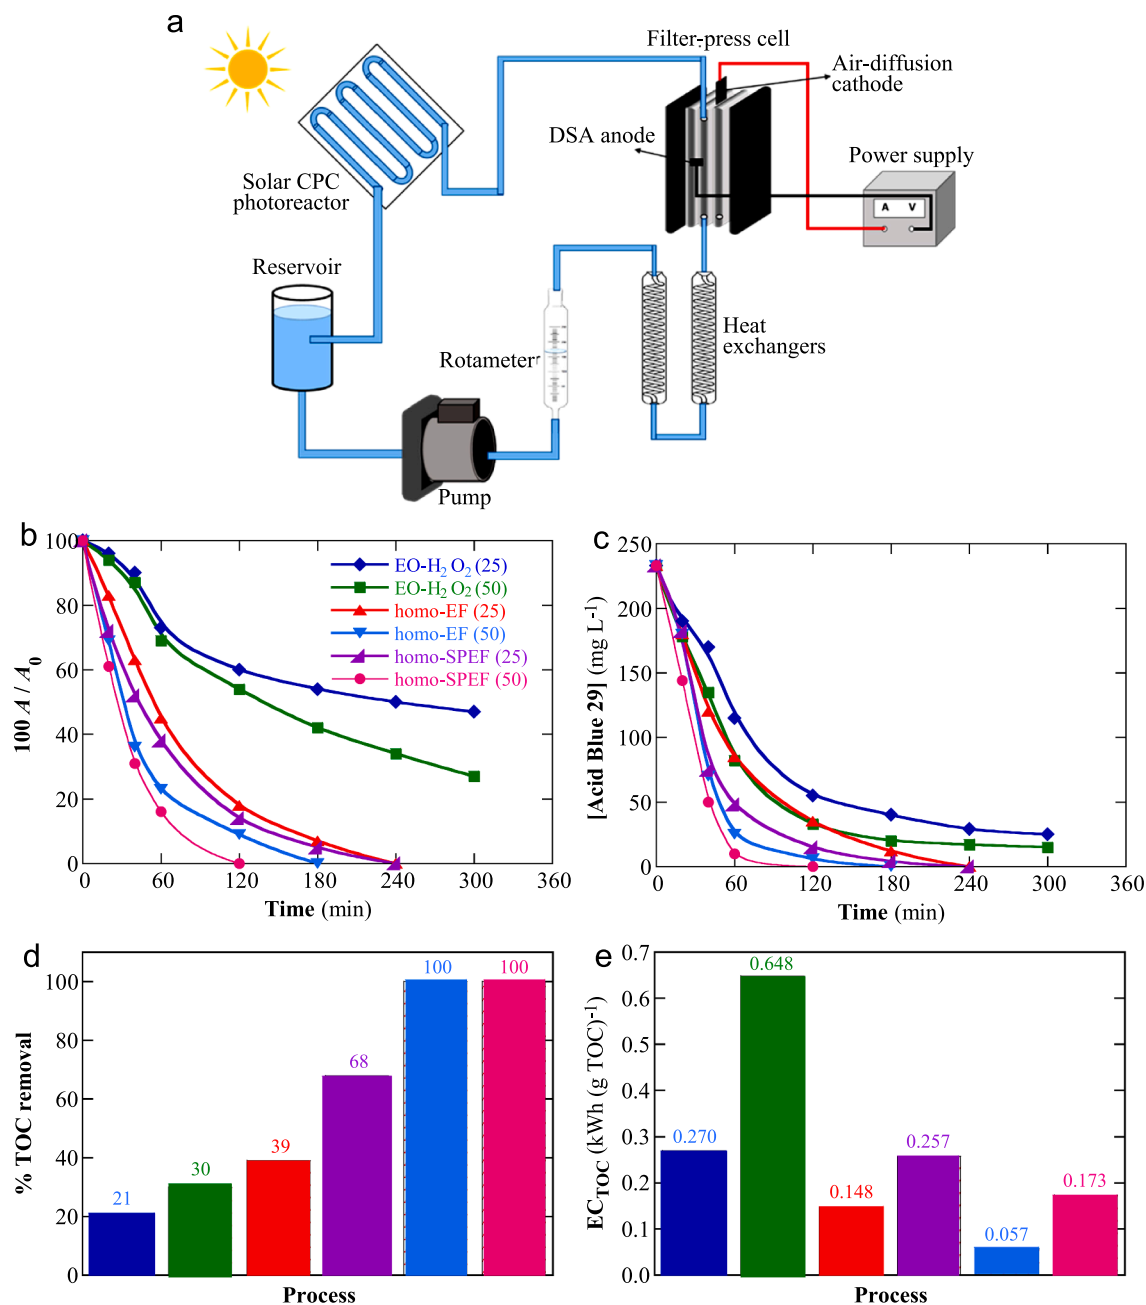 a
Filter-press cell
Air-diffusion
cathode
DSA anode
Power supply
A V
Solar CPC
photoreactor
Reservoir
Rotameter
Heat
exchangers
Pump
b
100 A / A0
100
80
60
40
20
0
EO-H2 O2 (25)
EO-H2 O2 (50)
homo-EF (25)
homo-EF (50)
homo-SPEF (25)
homo-SPEF (50)
0 60 120 180 240 300 360
Time (min)
c
[Acid Blue 29] (mg L-1)
250
200
150
100
50
0
0 60 120 180 240 300 360
Time (min)
d
% TOC removal
100
80
60
40
20
0
21
30
39
68
100
100
Process
e
ECTOC (kWh (g TOC)-1
0.7
0.6
0.5
0.4
0.3
0.2
0.1
0.0
0.270
0.648
0.148
0.257
0.057
0.173
Process